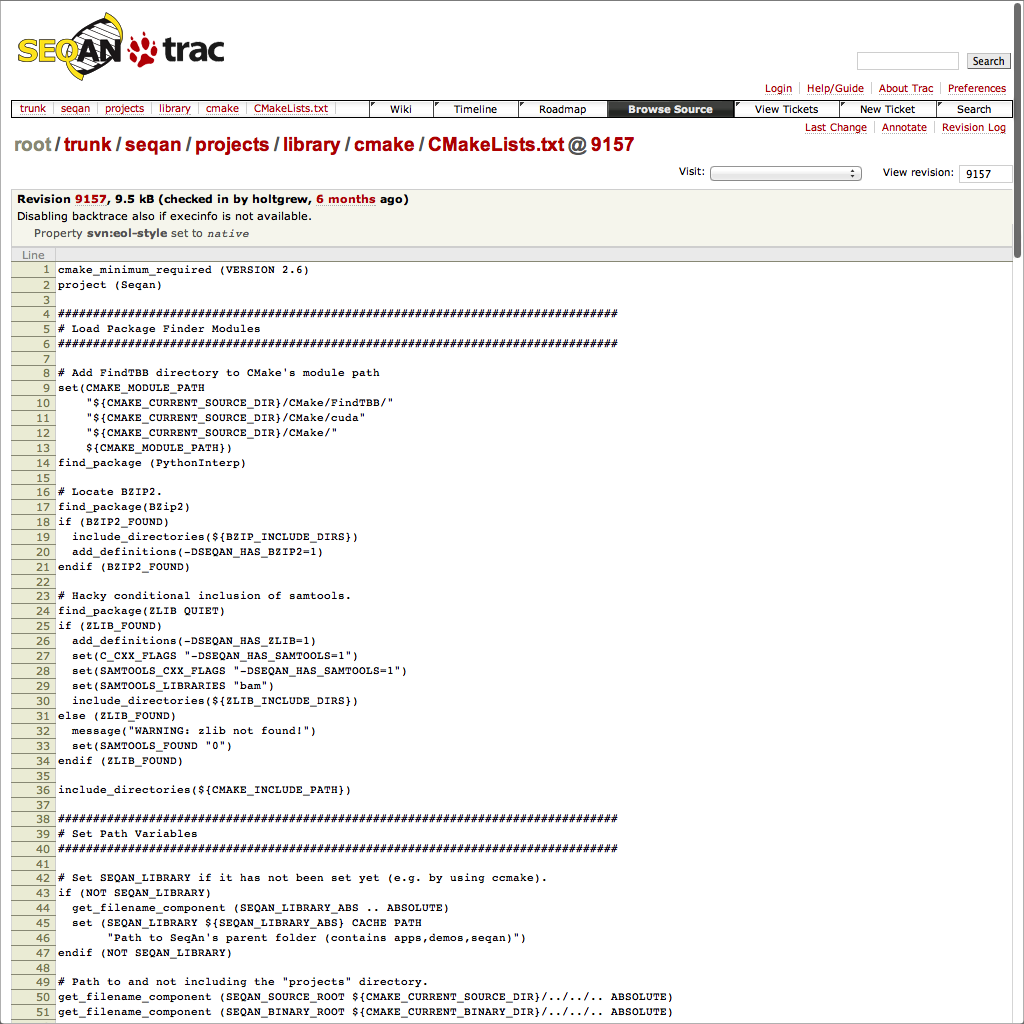 SEQAN trac
Search
Login Help/Guide About Trac Preferences
trunk seqan projects library cmake CMakeLists.txt Wiki Timeline Roadmap Browse Source View Tickets New Ticket Search
Last Change Annotate Revision Log
root / trunk / seqan / projects / library / cmake / CMakeLists.txt @ 9157
Visit: View revision: 9157
Revision 9157, 9.5 kB (checked in by holtgrew, 6 months ago)
Disabling backtrace also if execinfo is not available.
Property svn:eol-style set to native
Line
1 cmake_minimum_required (VERSION 2.6)
2 project (Seqan)
3
4 ################################################################################
5 # Load Package Finder Modules
6 ################################################################################
7
8 # Add FindTBB directory to CMake's module path
9 set(CMAKE_MODULE_PATH
10 "${CMAKE_CURRENT_SOURCE_DIR}/CMake/FindTBB/"
11 "${CMAKE_CURRENT_SOURCE_DIR}/CMake/cuda"
12 "${CMAKE_CURRENT_SOURCE_DIR}/CMake/"
13 ${CMAKE_MODULE_PATH})
14 find_package (PythonInterp)
15
16 # Locate BZIP2.
17 find_package(BZip2)
18 if (BZIP2_FOUND)
19 include_directories(${BZIP_INCLUDE_DIRS})
20 add_definitions(-DSEQAN_HAS_BZIP2=1)
21 endif (BZIP2_FOUND)
22
23 # Hacky conditional inclusion of samtools.
24 find_package(ZLIB QUIET)
25 if (ZLIB_FOUND)
26 add_definitions(-DSEQAN_HAS_ZLIB=1)
27 set(C_CXX_FLAGS "-DSEQAN_HAS_SAMTOOLS=1")
28 set(SAMTOOLS_CXX_FLAGS "-DSEQAN_HAS_SAMTOOLS=1")
29 set(SAMTOOLS_LIBRARIES "bam")
30 include_directories(${ZLIB_INCLUDE_DIRS})
31 else (ZLIB_FOUND)
32 message("WARNING: zlib not found!")
33 set(SAMTOOLS_FOUND "0")
34 endif (ZLIB_FOUND)
35
36 include_directories(${CMAKE_INCLUDE_PATH})
37
38 ################################################################################
39 # Set Path Variables
40 ################################################################################
41
42 # Set SEQAN_LIBRARY if it has not been set yet (e.g. by using ccmake).
43 if (NOT SEQAN_LIBRARY)
44 get_filename_component (SEQAN_LIBRARY_ABS .. ABSOLUTE)
45 set (SEQAN_LIBRARY ${SEQAN_LIBRARY_ABS} CACHE PATH
46 "Path to SeqAn's parent folder (contains apps,demos,seqan)")
47 endif (NOT SEQAN_LIBRARY)
48
49 # Path to and not including the "projects" directory.
50 get_filename_component (SEQAN_SOURCE_ROOT ${CMAKE_CURRENT_SOURCE_DIR}/../../.. ABSOLUTE)
51 get_filename_component (SEQAN_BINARY_ROOT ${CMAKE_CURRENT_BINARY_DIR}/../../.. ABSOLUTE)